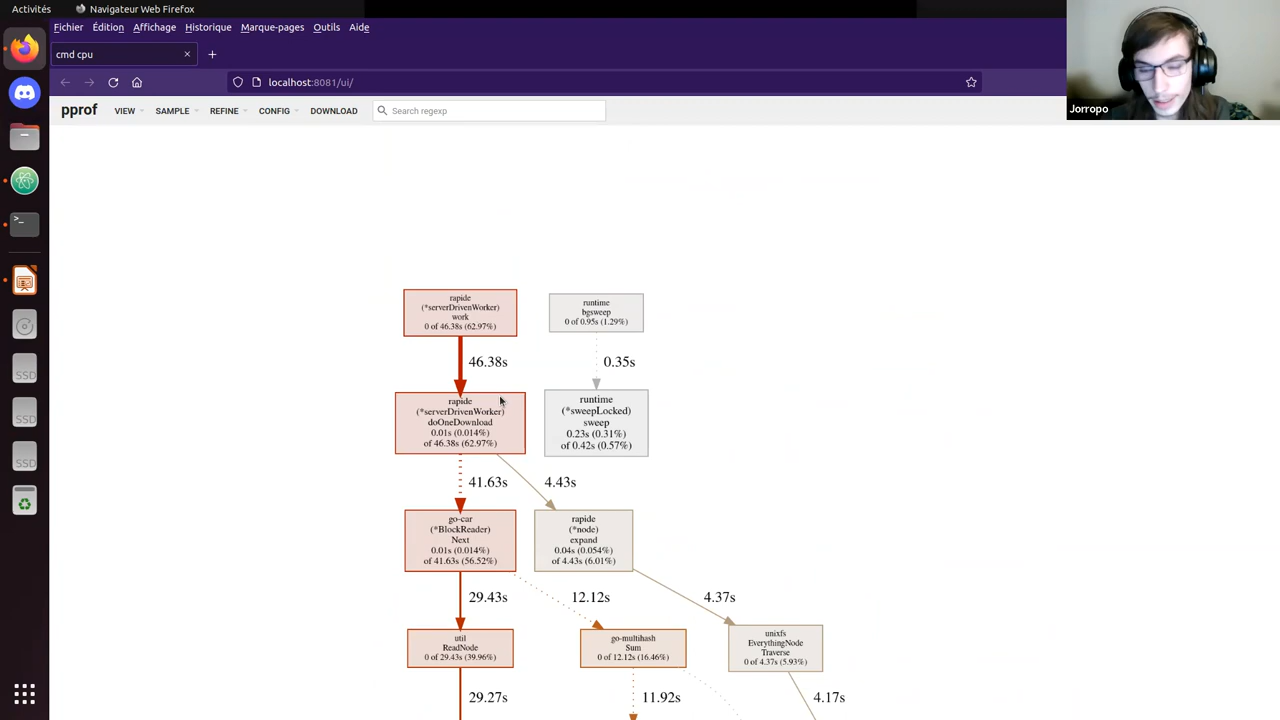 Activités
Navigateur Web Firefox
Fichier Édition Affichage Historique Marque-pages Outils Aide
cmd cpu
localhost:8081/ui/
Jorropo
pprof VIEW SAMPLE REFINE CONFIG DOWNLOAD Search regexp
rapide
(*serverDrivenWorker)
work
0 of 46.38s (62.97%)
runtime
bgsweep
0 of 0.95s (1.29%)
46.38s
0.35s
rapide
(*serverDrivenWorker)
doOneDownload
0.01s (0.014%)
of 46.38s (62.97%)
runtime
(*sweepLocked)
sweep
0.23s (0.31%)
of 0.42s (0.57%)
41.63s
4.43s
go-car
(*BlockReader)
Next
0.01s (0.014%)
of 41.63s (56.52%)
rapide
(*node)
expand
0.04s (0.054%)
of 4.43s (6.01%)
29.43s
12.12s
4.37s
util
ReadNode
0 of 29.43s (39.96%)
go-multihash
Sum
0 of 12.12s (16.46%)
unixfs
EverythingNode
Traverse
0 of 4.37s (5.93%)
29.27s
11.92s
4.17s
SSD
SSD
SSD